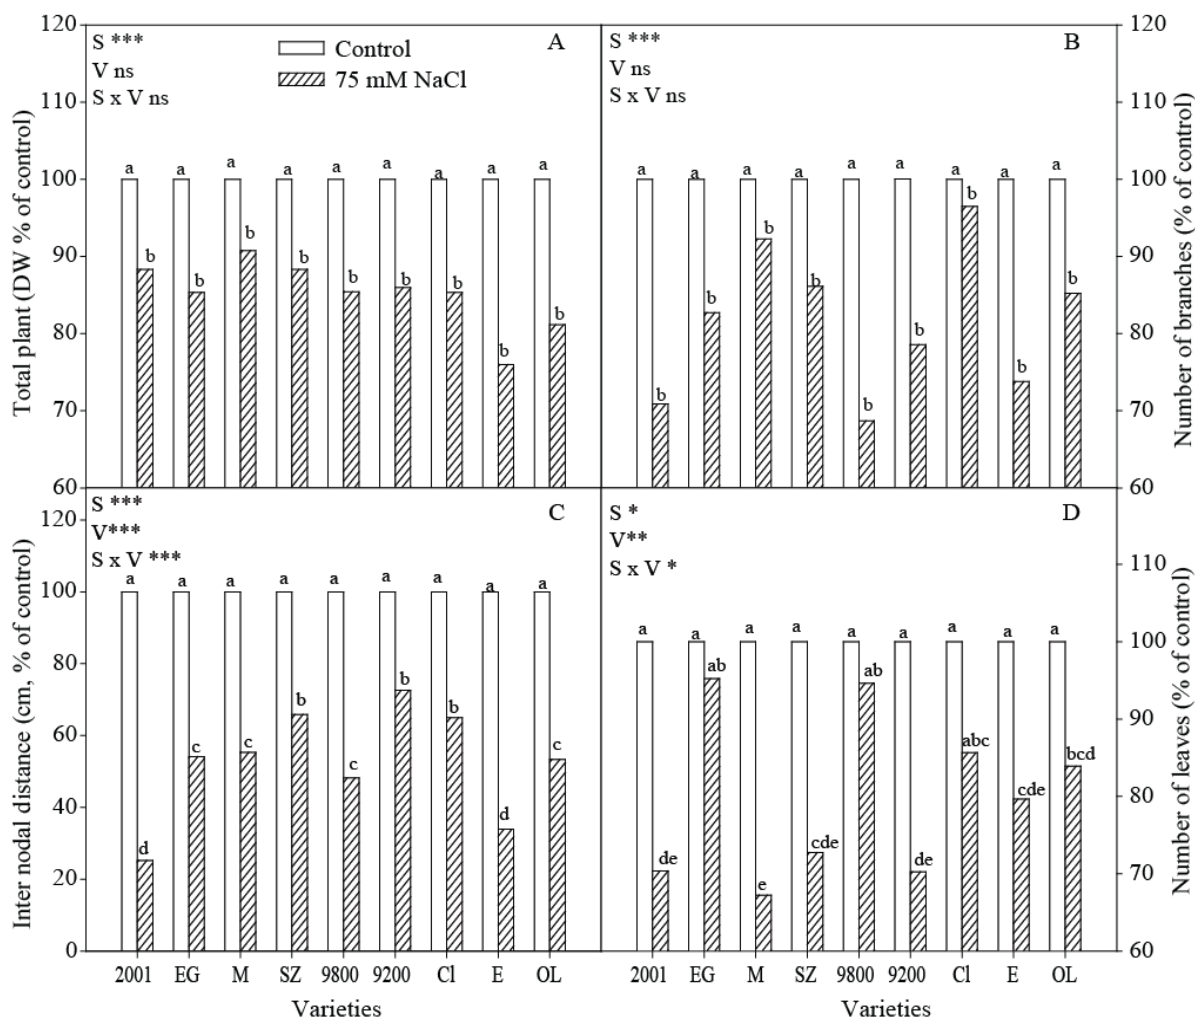 120
110
100
90
80
70
60
Total plant (DW % of control)
S ***
V ns
S x V ns
Control
75 mM NaCl
A
a a a a a a a a a
b b b b b b b b b
S ***
V ns
S x V ns
B
a a a a a a a a a
b b b b b b b b b
120
110
100
90
80
70
60
Number of branches (% of control)
120
100
80
60
40
20
0
Inter nodal distance (cm, % of control)
S ***
V***
S x V ***
C
a a a a a a a a a
d c c b c b b d c
2001 EG M SZ 9800 9200 Cl E OL
Varieties
S *
V**
S x V *
D
a a a a a a a a a
de ab e cde ab de abc cde bcd
110
100
90
80
70
60
Number of leaves (% of control)
2001 EG M SZ 9800 9200 Cl E OL
Varieties